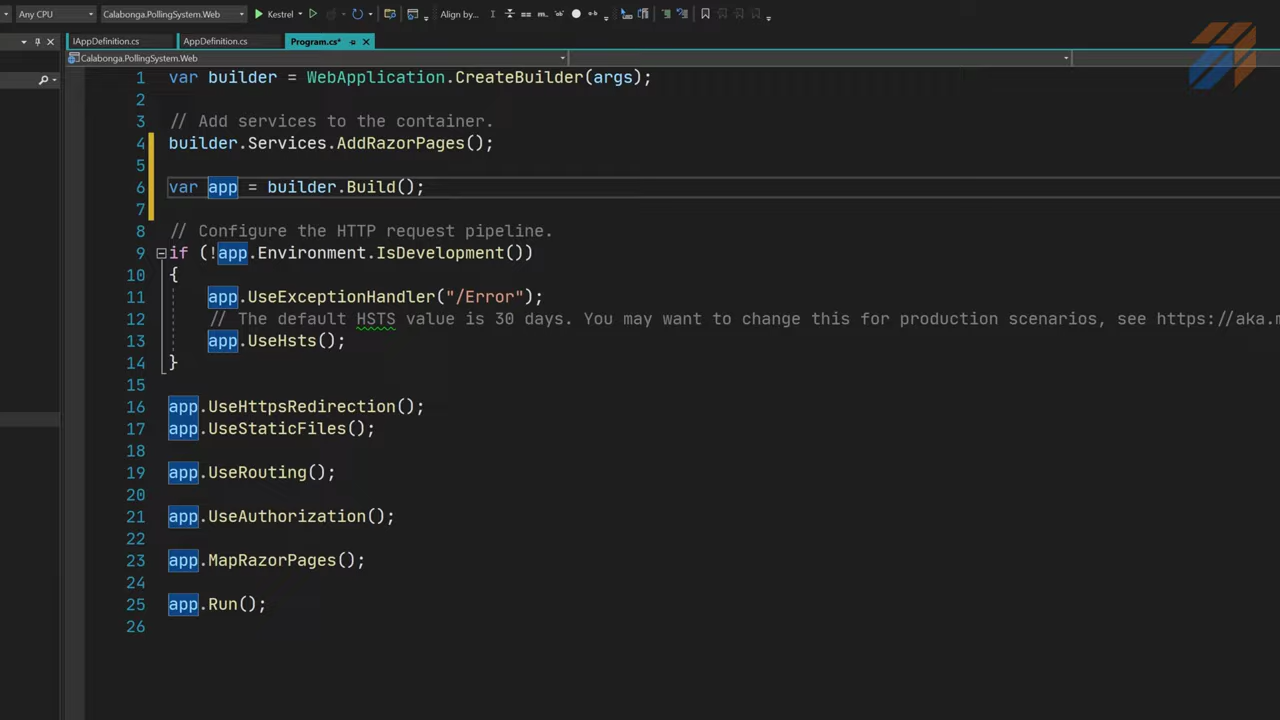 Any CPU Calabonga.PollingSystem.Web Kestrel Align by...
IAppDefinition.cs AppDefinition.cs Program.cs*
Calabonga.PollingSystem.Web
1 var builder = WebApplication.CreateBuilder(args);
2
3 // Add services to the container.
4 builder.Services.AddRazorPages();
5
6 var app = builder.Build();
7
8 // Configure the HTTP request pipeline.
9 if (!app.Environment.IsDevelopment())
10 {
11 app.UseExceptionHandler("/Error");
12 // The default HSTS value is 30 days. You may want to change this for production scenarios, see https://aka.m
13 app.UseHsts();
14 }
15
16 app.UseHttpsRedirection();
17 app.UseStaticFiles();
18
19 app.UseRouting();
20
21 app.UseAuthorization();
22
23 app.MapRazorPages();
24
25 app.Run();
26